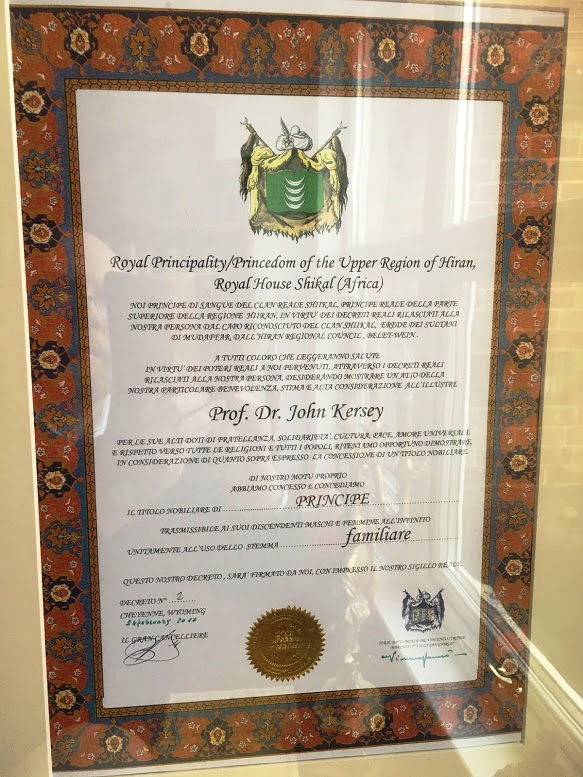 Royal Principality/Princedom of the Upper Region of Hiran,
Royal House Shikal (Africa)
NOI PRINCIPE DI SANGUE DEL CLAN REALE SHIKAL, PRINCIPE REALE DELLA PARTE
SUPERIORE DELLA REGIONE HIRAN, IN VIRTU' DEI DECRETI REALI RILASCIATI ALLA
NOSTRA PERSONA DAL CAPO RICONOSCIUTO DEL CLAN SHIKAL, EREDE DEI SULTANI
DI MUDAFFAR, DALL'HIRAN REGIONAL COUNCIL, BELET-WEIN.
A TUTTI COLORO CHE LEGGERANNO SALUTE
IN VIRTU' DEI POTERI REALI A NOI PERVENUTI, ATTRAVERSO I DECRETI REALI
RILASCIATI ALLA NOSTRA PERSONA, DESIDERANDO MOSTRARE UN ATTO DELLA
NOSTRA PARTICOLARE BENEVOLENZA, STIMA E ALTA CONSIDERAZIONE ALL'ILLUSTRE
Prof. Dr. John Kersey
PER LE SUE ALTI DOTI DI FRATELLANZA, SOLIDARIETA', CULTURA, PACE, AMORE UNIVERSALE
E RISPETTO VERSO TUTTE LE RELIGIONI E TUTTI I POPOLI, RITENIAMO OPPORTUNO DEMOSTRARE,
IN CONSIDERAZIONE DI QUANTO SOPRA ESPRESSO LA CONCESSIONE DI UN TITOLO NOBILIARE.
DI NOSTRO MOTU PROPRIO
ABBIAMO CONCESSO E CONCEDIAMO
IL TITOLO NOBILIARE DI PRINCIPE
TRASMISSIBILE AI SUOI DISCENDENTI MASCHI E FEMMINE ALL'INFINITO
UNITAMENTE ALL'USO DELLO STEMMA familiare
QUESTO NOSTRO DECRETO, SARA' FIRMATO DA NOI, CON IMPRESSO IL NOSTRO SIGILLO REALE
DECRETO N° 2
CHEYENNE, WYOMING
24 february 2017
IL GRAN CANCELLIERE